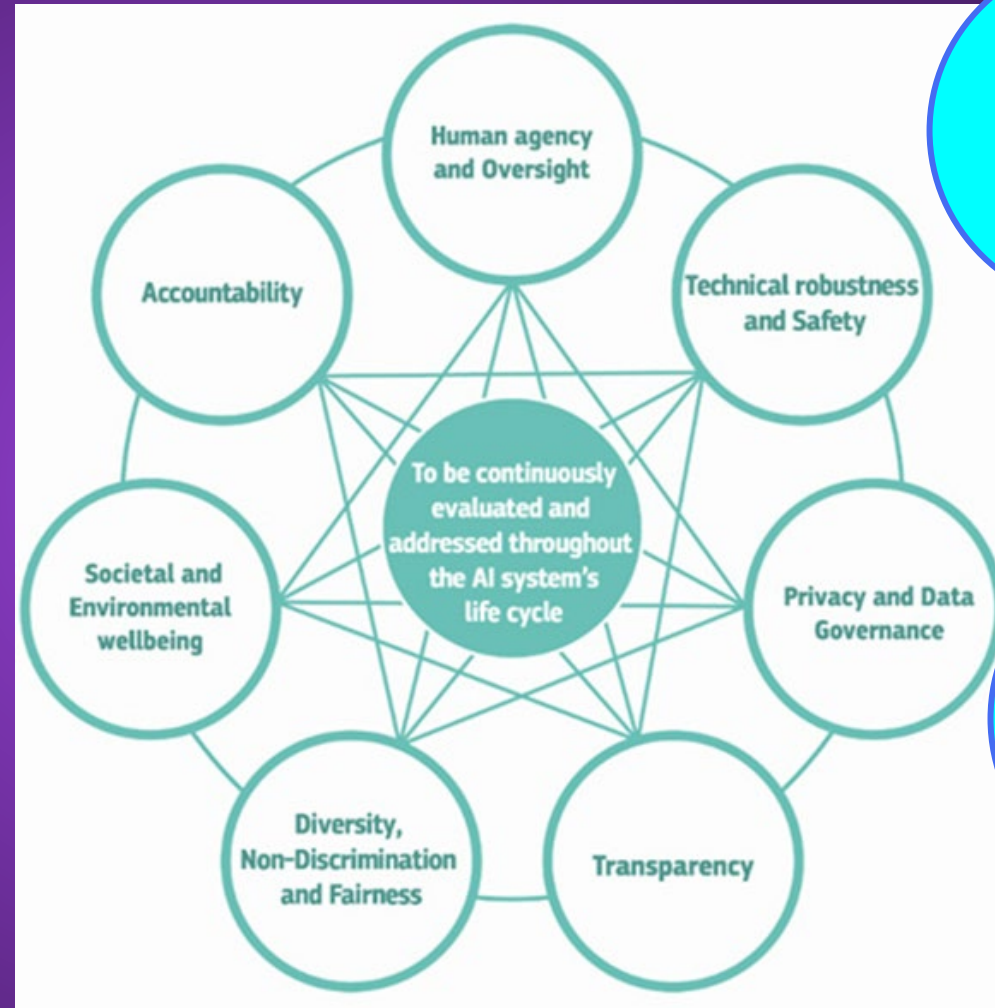 Human agency
and Oversight
Technical robustness
and Safety
Privacy and Data
Governance
Transparency
Diversity,
Non-Discrimination
and Fairness
Societal and
Environmental
wellbeing
Accountability
To be continuously
evaluated and
addressed throughout
the AI system's
life cycle